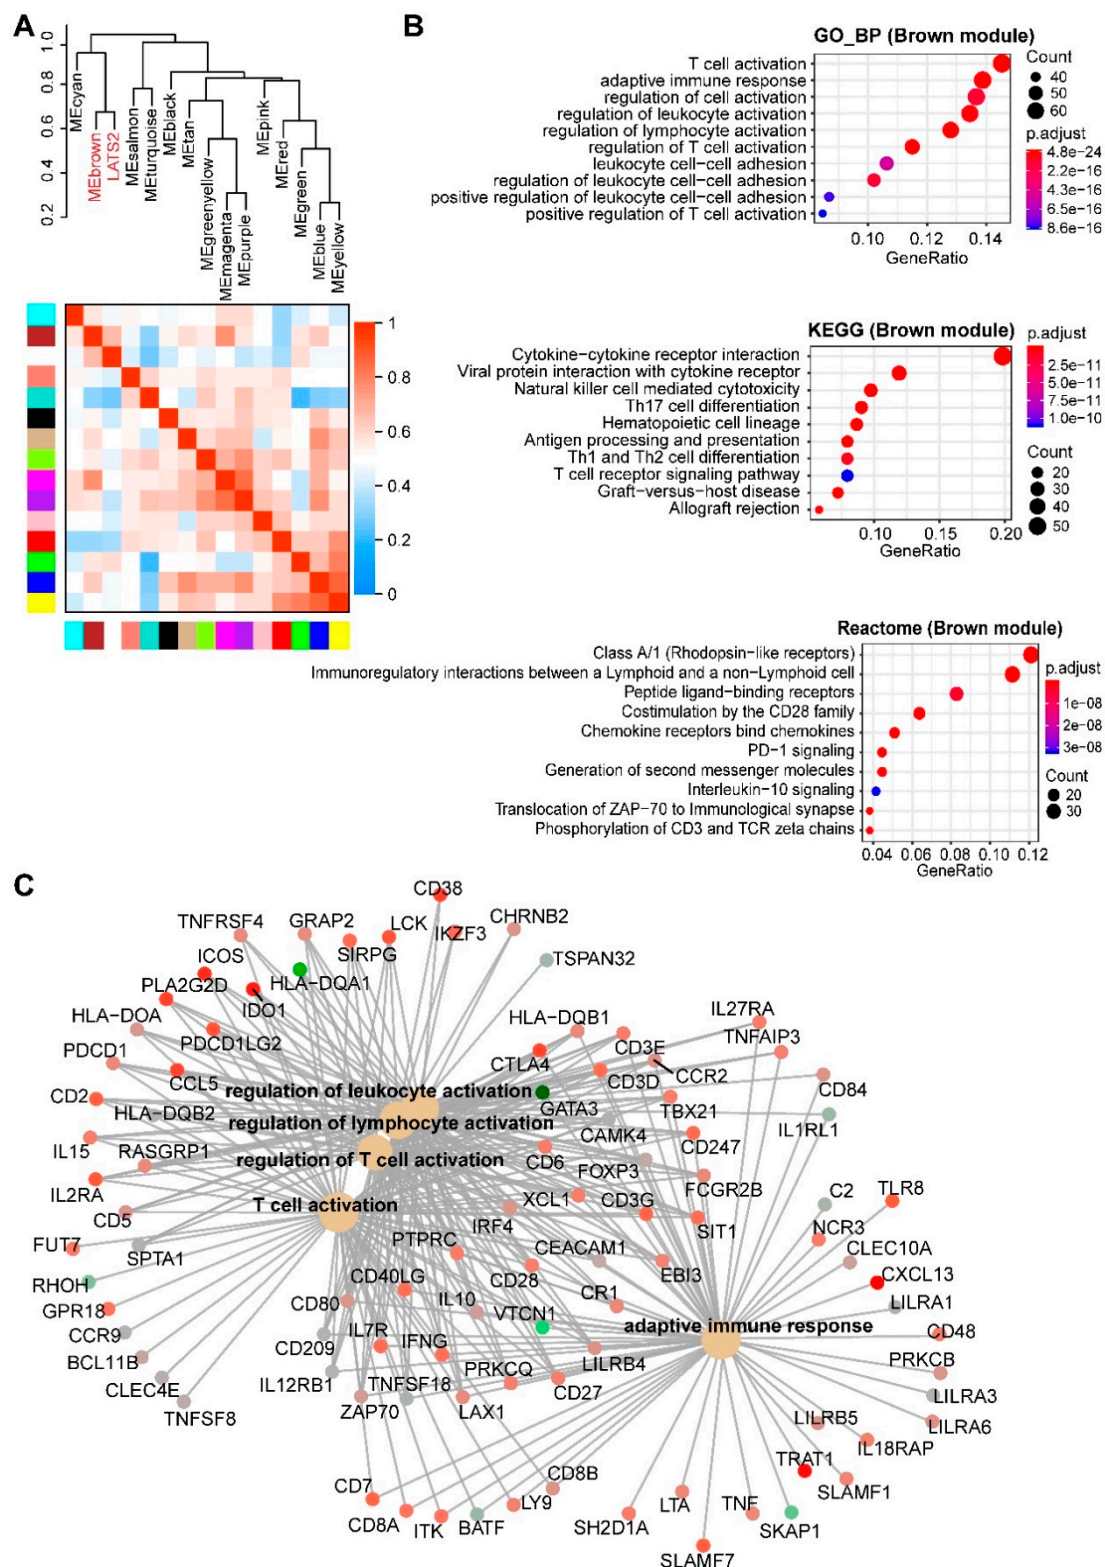 A
1.0
0.8
0.6
0.4
0.2
MEcyan
MEbrown
LATS2
MEsalmon
MEturquoise
MEblack
MEtan
MEgreenyellow
MEmagenta
MEpurple
MEpink
MEred
MEgreen
MEblue
MEyellow
1
0.8
0.6
0.4
0.2
0
B
GO_BP (Brown module)
T cell activation
adaptive immune response
regulation of cell activation
regulation of leukocyte activation
regulation of lymphocyte activation
regulation of T cell activation
leukocyte cell-cell adhesion
regulation of leukocyte cell-cell adhesion
positive regulation of leukocyte cell-cell adhesion
positive regulation of T cell activation
0.10 0.12 0.14
GeneRatio
Count
40
50
60
p.adjust
4.8e-24
2.2e-16
4.3e-16
6.5e-16
8.6e-16
KEGG (Brown module)
Cytokine-cytokine receptor interaction
Viral protein interaction with cytokine receptor
Natural killer cell mediated cytotoxicity
Th17 cell differentiation
Hematopoietic cell lineage
Antigen processing and presentation
Th1 and Th2 cell differentiation
T cell receptor signaling pathway
Graft-versus-host disease
Allograft rejection
0.10 0.15 0.20
GeneRatio
p.adjust
2.5e-11
5.0e-11
7.5e-11
1.0e-10
Count
20
30
40
50
Reactome (Brown module)
Class A/1 (Rhodopsin-like receptors)
Immunoregulatory interactions between a Lymphoid and a non-Lymphoid cell
Peptide ligand-binding receptors
Costimulation by the CD28 family
Chemokine receptors bind chemokines
PD-1 signaling
Generation of second messenger molecules
Interleukin-10 signaling
Translocation of ZAP-70 to Immunological synapse
Phosphorylation of CD3 and TCR zeta chains
0.04 0.06 0.08 0.10 0.12
GeneRatio
p.adjust
1e-08
2e-08
3e-08
Count
20
30
C
CD38
TNFRSF4
GRAP2
LCK
CHRNB2
IKZF3
SIRPG
ICOS
TSPAN32
HLA-DQA1
PLA2G2D
IDO1
IL27RA
HLA-DOA
HLA-DQB1
TNFAIP3
PDCD1LG2
CD3E
PDCD1
CTLA4
CCR2
CCL5
CD3D
CD84
regulation of leukocyte activation
CD2
GATA3
TBX21
HLA-DQB2
regulation of lymphocyte activation
IL1RL1
CAMK4
CD247
IL15
RASGRP1
regulation of T cell activation
CD6
FOXP3
FCGR2B
IL2RA
T cell activation
XCL1
CD3G
C2
TLR8
CD5
IRF4
SIT1
NCR3
FUT7
SPTA1
PTPRC
CEACAM1
CLEC10A
RHOH
CD40LG
CD28
EBI3
CXCL13
GPR18
CD80
IL10
VTCN1
CR1
LILRA1
CCR9
IL7R
IFNG
adaptive immune response
CD48
BCL11B
CD209
LILRB4
PRKCB
CLEC4E
IL12RB1
TNFSF18
PRKCQ
CD27
LILRA3
TNFSF8
ZAP70
LAX1
LILRB5
LILRA6
IL18RAP
CD7
CD8B
TRAT1
LY9
LTA
TNF
SLAMF1
CD8A
ITK
BATF
SH2D1A
SKAP1
SLAMF7